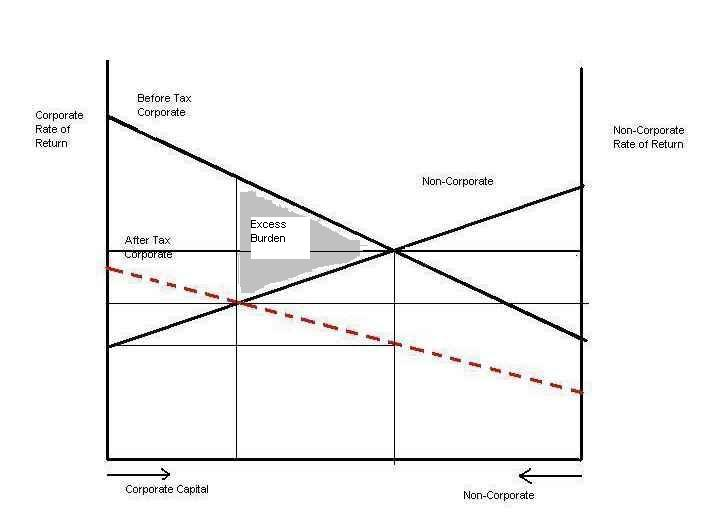 Before Tax
Corporate
Corporate
Rate of
Return
Non-Corporate
Rate of Return
Non-Corporate
Excess
Burden
After Tax
Corporate
Corporate Capital
Non-Corporate